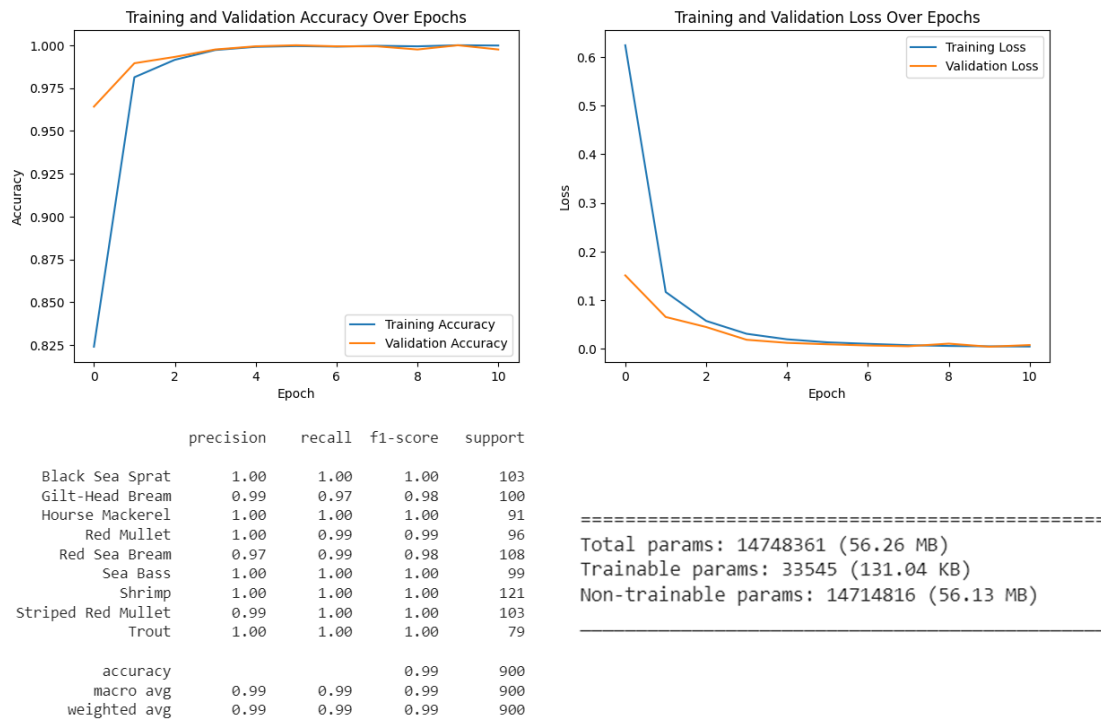 Training and Validation Accuracy Over Epochs
1.000
0.975
0.950
0.925
0.900
0.875
0.850
0.825
Accuracy
0 2 4 6 8 10
Epoch
Training Accuracy
Validation Accuracy
Training and Validation Loss Over Epochs
0.6
0.5
0.4
0.3
0.2
0.1
0.0
Loss
0 2 4 6 8 10
Epoch
Training Loss
Validation Loss
precision recall f1-score support
Black Sea Sprat 1.00 1.00 1.00 103
Gilt-Head Bream 0.99 0.97 0.98 100
Hourse Mackerel 1.00 1.00 1.00 91
Red Mullet 1.00 0.99 0.99 96
Red Sea Bream 0.97 0.99 0.98 108
Sea Bass 1.00 1.00 1.00 99
Shrimp 1.00 1.00 1.00 121
Striped Red Mullet 0.99 1.00 1.00 103
Trout 1.00 1.00 1.00 79
accuracy 0.99 900
macro avg 0.99 0.99 0.99 900
weighted avg 0.99 0.99 0.99 900
Total params: 14748361 (56.26 MB)
Trainable params: 33545 (131.04 KB)
Non-trainable params: 14714816 (56.13 MB)